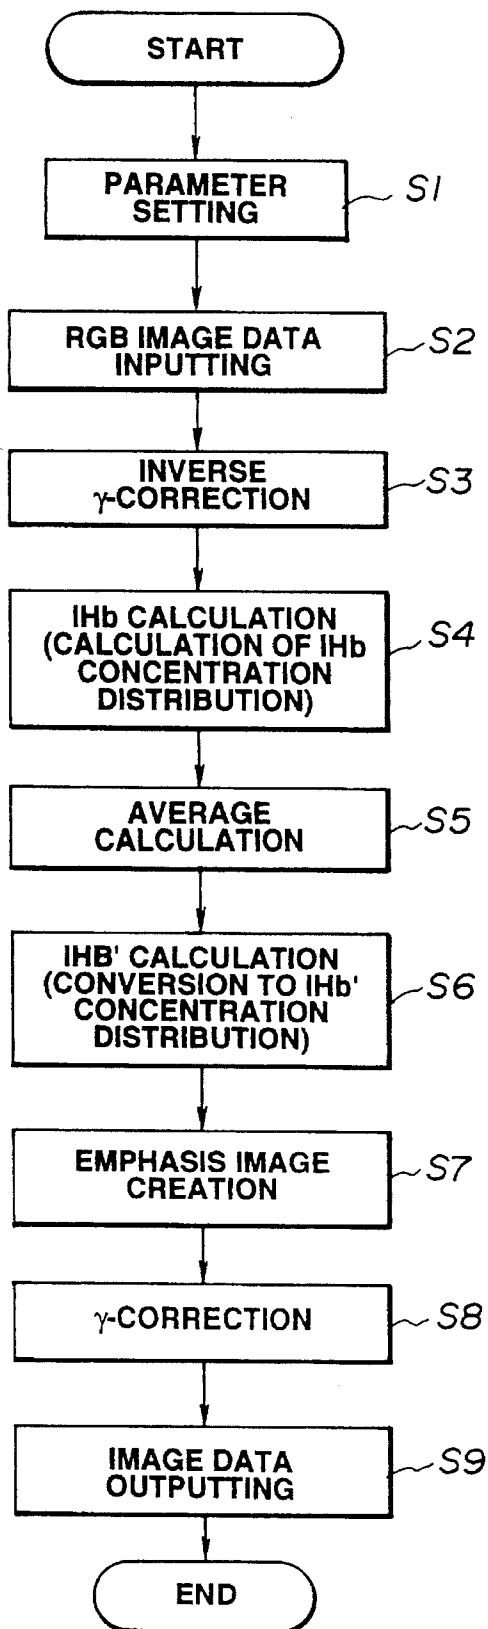 START
PARAMETER
SETTING
S1
RGB IMAGE DATA
INPUTTING
S2
INVERSE
γ-CORRECTION
S3
IHb CALCULATION
(CALCULATION OF IHb
CONCENTRATION
DISTRIBUTION)
S4
AVERAGE
CALCULATION
S5
IHB' CALCULATION
(CONVERSION TO IHb'
CONCENTRATION
DISTRIBUTION)
S6
EMPHASIS IMAGE
CREATION
S7
γ-CORRECTION
S8
IMAGE DATA
OUTPUTTING
S9
END